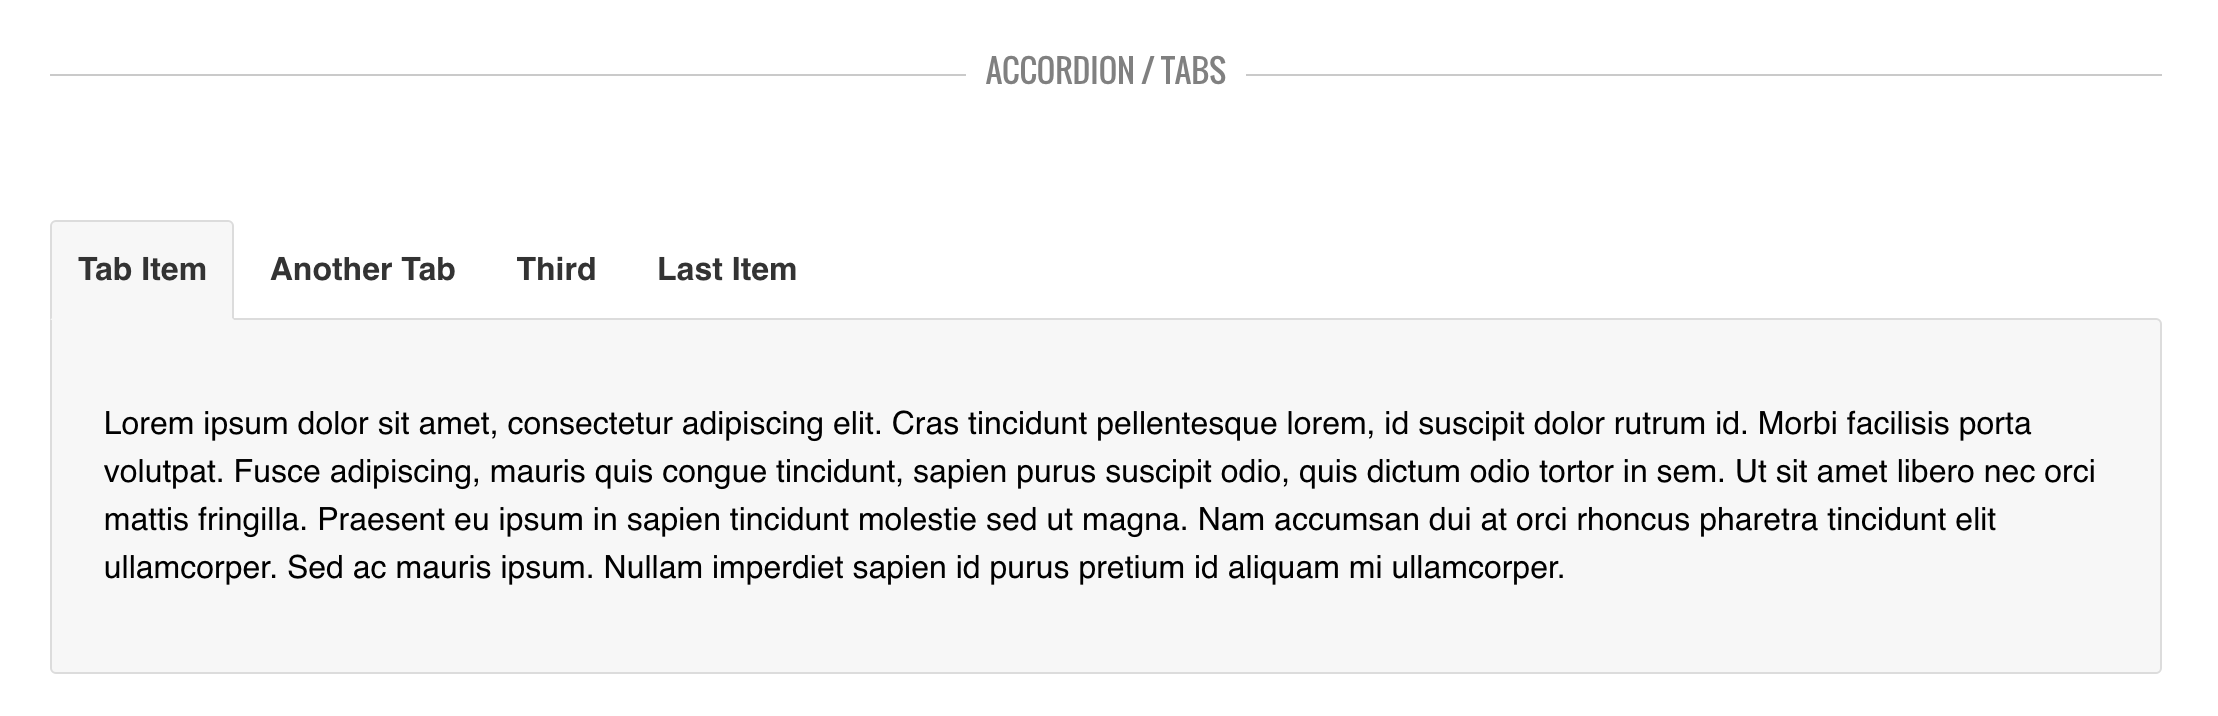 ACCORDION / TABS
Tab Item Another Tab Third Last Item
Lorem ipsum dolor sit amet, consectetur adipiscing elit. Cras tincidunt pellentesque lorem, id suscipit dolor rutrum id. Morbi facilisis porta
volutpat. Fusce adipiscing, mauris quis congue tincidunt, sapien purus suscipit odio, quis dictum odio tortor in sem. Ut sit amet libero nec orci
mattis fringilla. Praesent eu ipsum in sapien tincidunt molestie sed ut magna. Nam accumsan dui at orci rhoncus pharetra tincidunt elit
ullamcorper. Sed ac mauris ipsum. Nullam imperdiet sapien id purus pretium id aliquam mi ullamcorper.